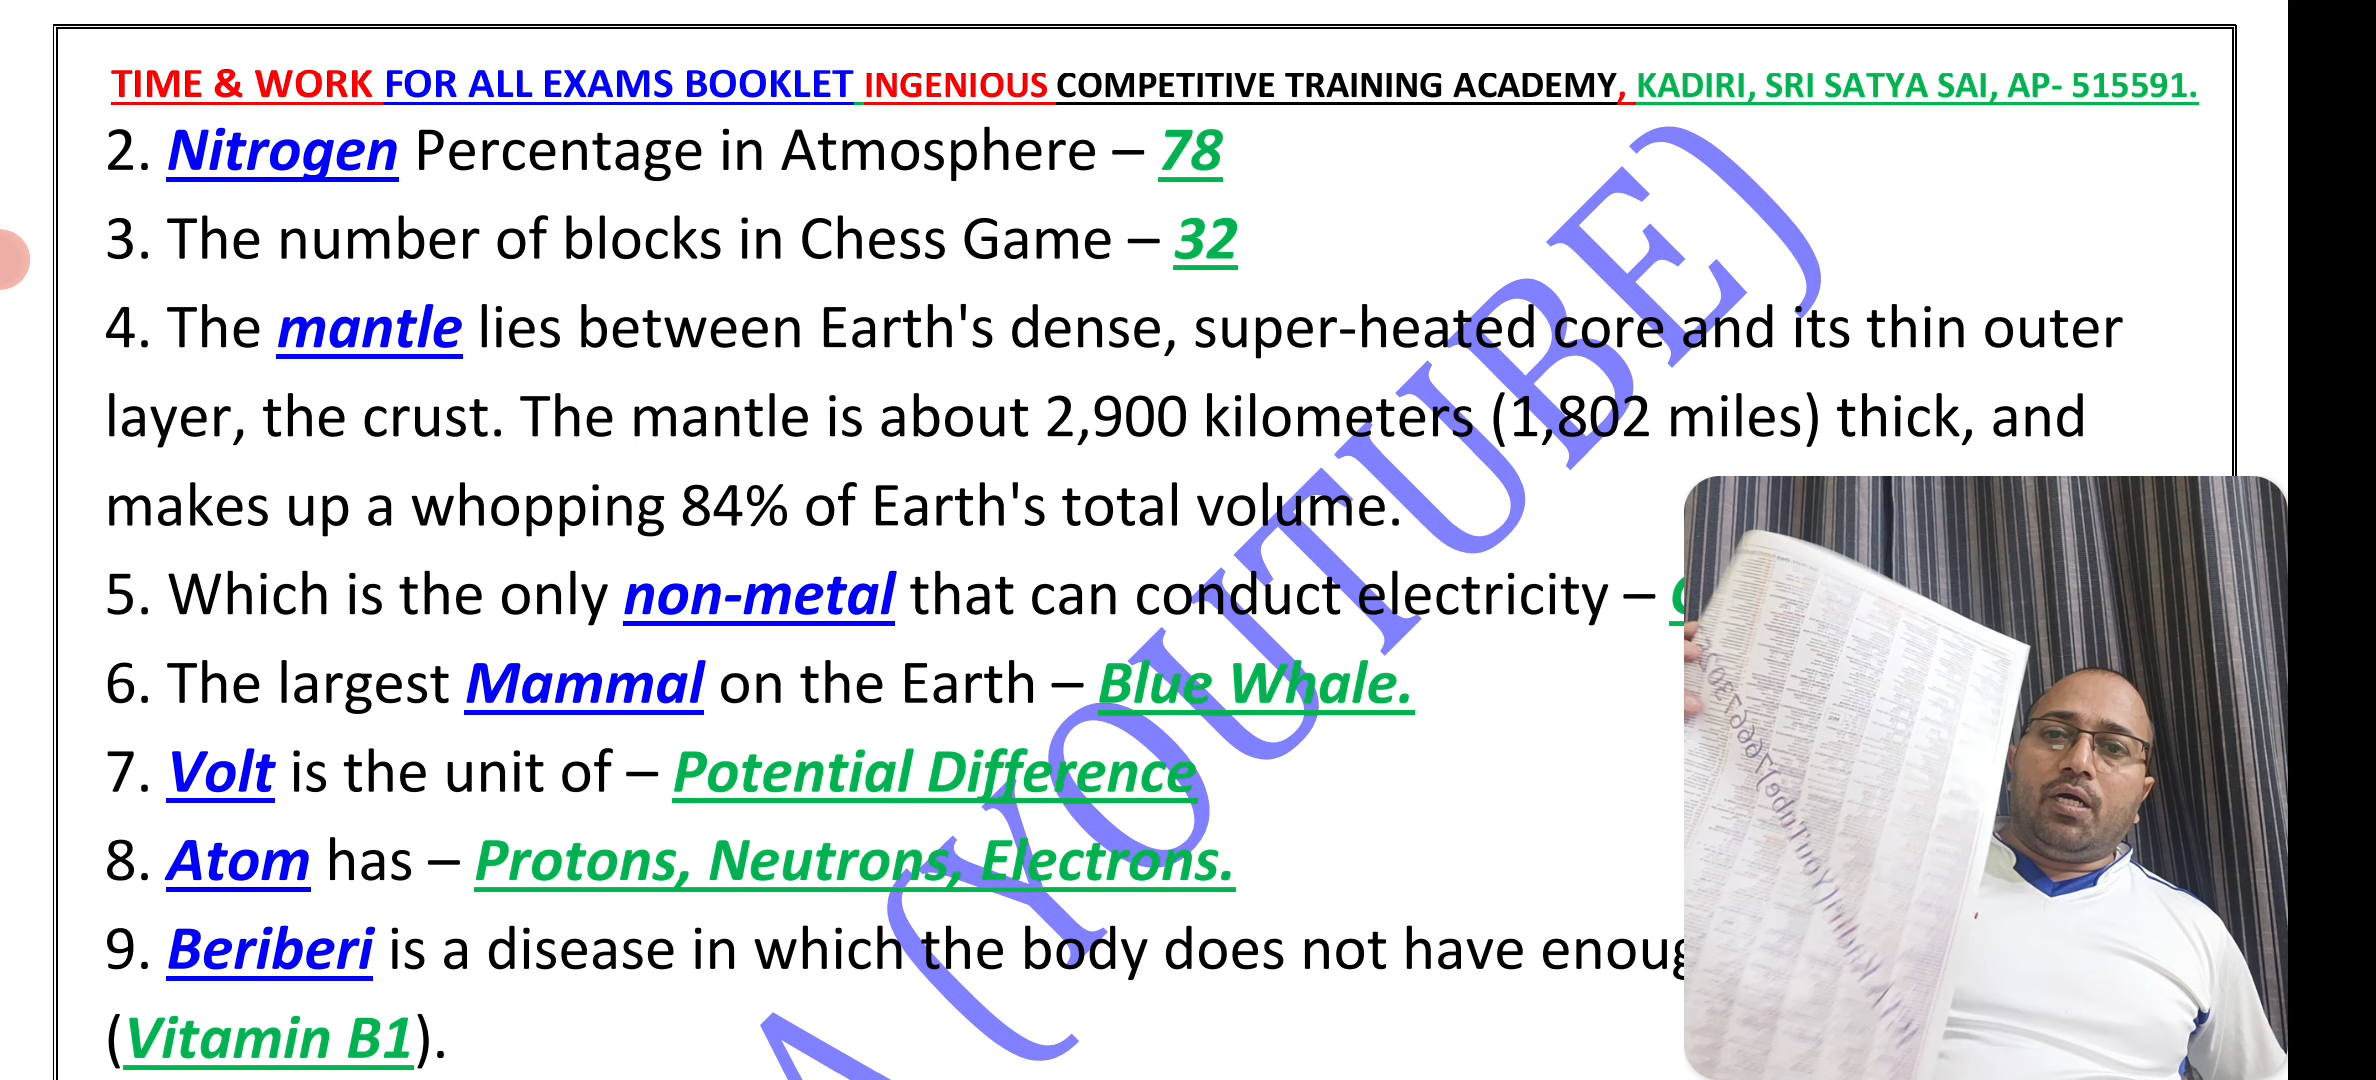 TIME & WORK FOR ALL EXAMS BOOKLET INGENIOUS COMPETITIVE TRAINING ACADEMY, KADIRI, SRI SATYA SAI, AP- 515591.
2. Nitrogen Percentage in Atmosphere – 78
3. The number of blocks in Chess Game – 32
4. The mantle lies between Earth's dense, super-heated core and its thin outer
layer, the crust. The mantle is about 2,900 kilometers (1,802 miles) thick, and
makes up a whopping 84% of Earth's total volume.
5. Which is the only non-metal that can conduct electricity –
6. The largest Mammal on the Earth – Blue Whale.
7. Volt is the unit of – Potential Difference
8. Atom has – Protons, Neutrons, Electrons.
9. Beriberi is a disease in which the body does not have
(Vitamin B1).
(YOUTUBE)